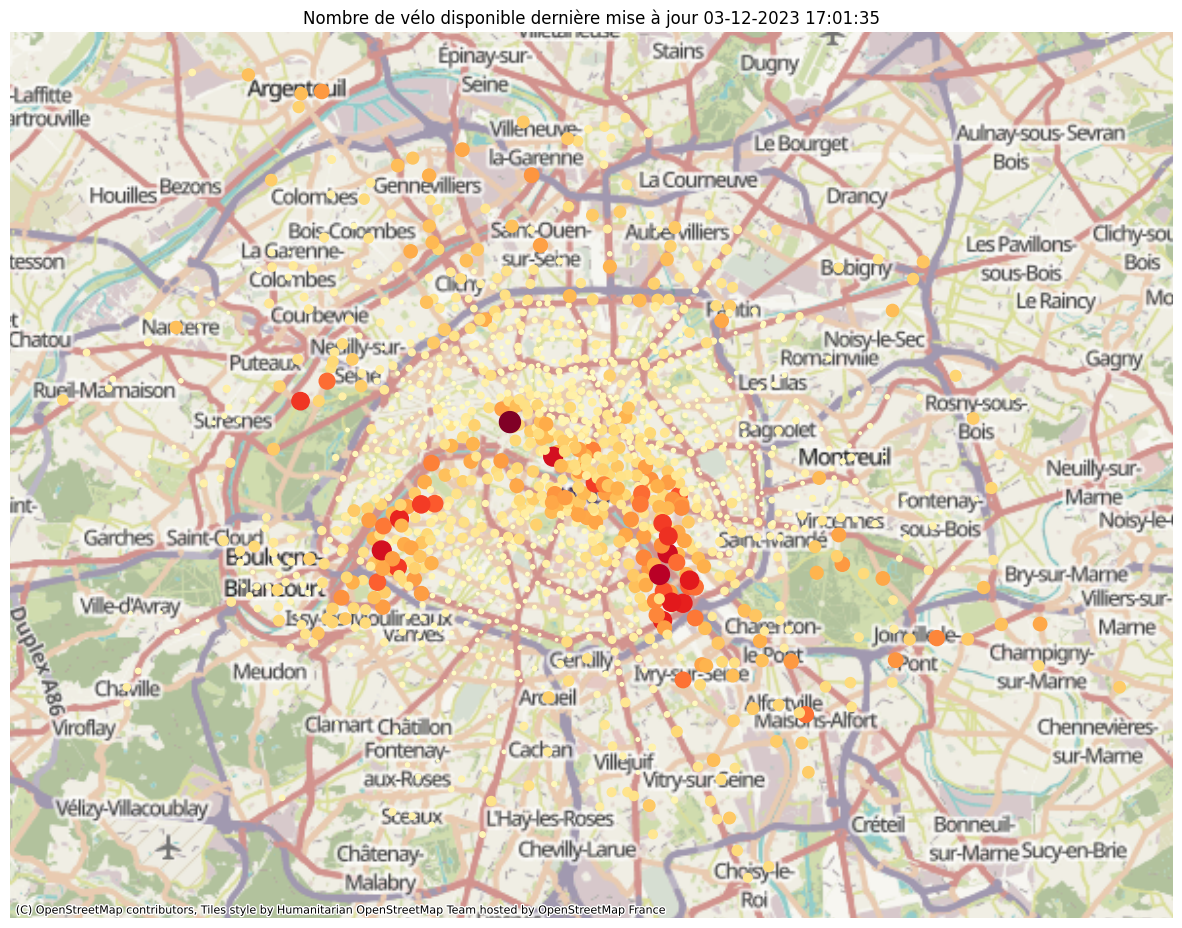 Nombre de vélo disponible dernière mise à jour 03-12-2023 17:01:35
Villetaneuse
Épinay-sur-
Seine
Stains
Dugny
-Laffitte
artrouville
Argenteuil
Villeneuve-
la-Garenne
Le Bourget
Aulnay-sous-
Bois
Sevran
Houilles
Bezons
Colombes
Gennevilliers
La Courneuve
Drancy
Bois-Colombes
Saint-Ouen-
sur-Seine
Aubervilliers
Les Pavillons-
sous-Bois
Clichy-sou
Bois
tesson
La Garenne-
Colombes
Clichy
Bobigny
Le Raincy
Mo
et
Chatou
Nanterre
Courbevoie
Pantin
Noisy-le-Sec
Romainville
Puteaux
Neuilly-sur-
Seine
Gagny
Rueil-Malmaison
Les Lilas
Suresnes
Bagnolet
Rosny-sous-
Bois
Montreuil
Neuilly-sur-
Marne
aint-
Fontenay-
sous-Bois
Noisy-le-G
Garches
Saint-Cloud
Vincennes
Saint-Mandé
Boulogne-
Billancourt
Bry-sur-Marne
Ville-d'Avray
Villiers-sur-
Marne
Issy-les-Moulineaux
Vanves
Charenton-
le-Pont
Joinville-le-
Pont
Duplex A86
Meudon
Gentilly
Ivry-sur-Seine
Champigny-
sur-Marne
Chaville
Arcueil
Alfortville
Maisons-Alfort
Viroflay
Clamart
Châtillon
Chennevières-
sur-Marne
Fontenay-
aux-Roses
Cachan
Villejuif
Vitry-sur-Seine
Vélizy-Villacoublay
Sceaux
L'Haÿ-les-Roses
Créteil
Bonneuil-
sur-Marne
Châtenay-
Malabry
Chevilly-Larue
Sucy-en-Brie
Choisy-le-
Roi
(C) OpenStreetMap contributors, Tiles style by Humanitarian OpenStreetMap Team hosted by OpenStreetMap France